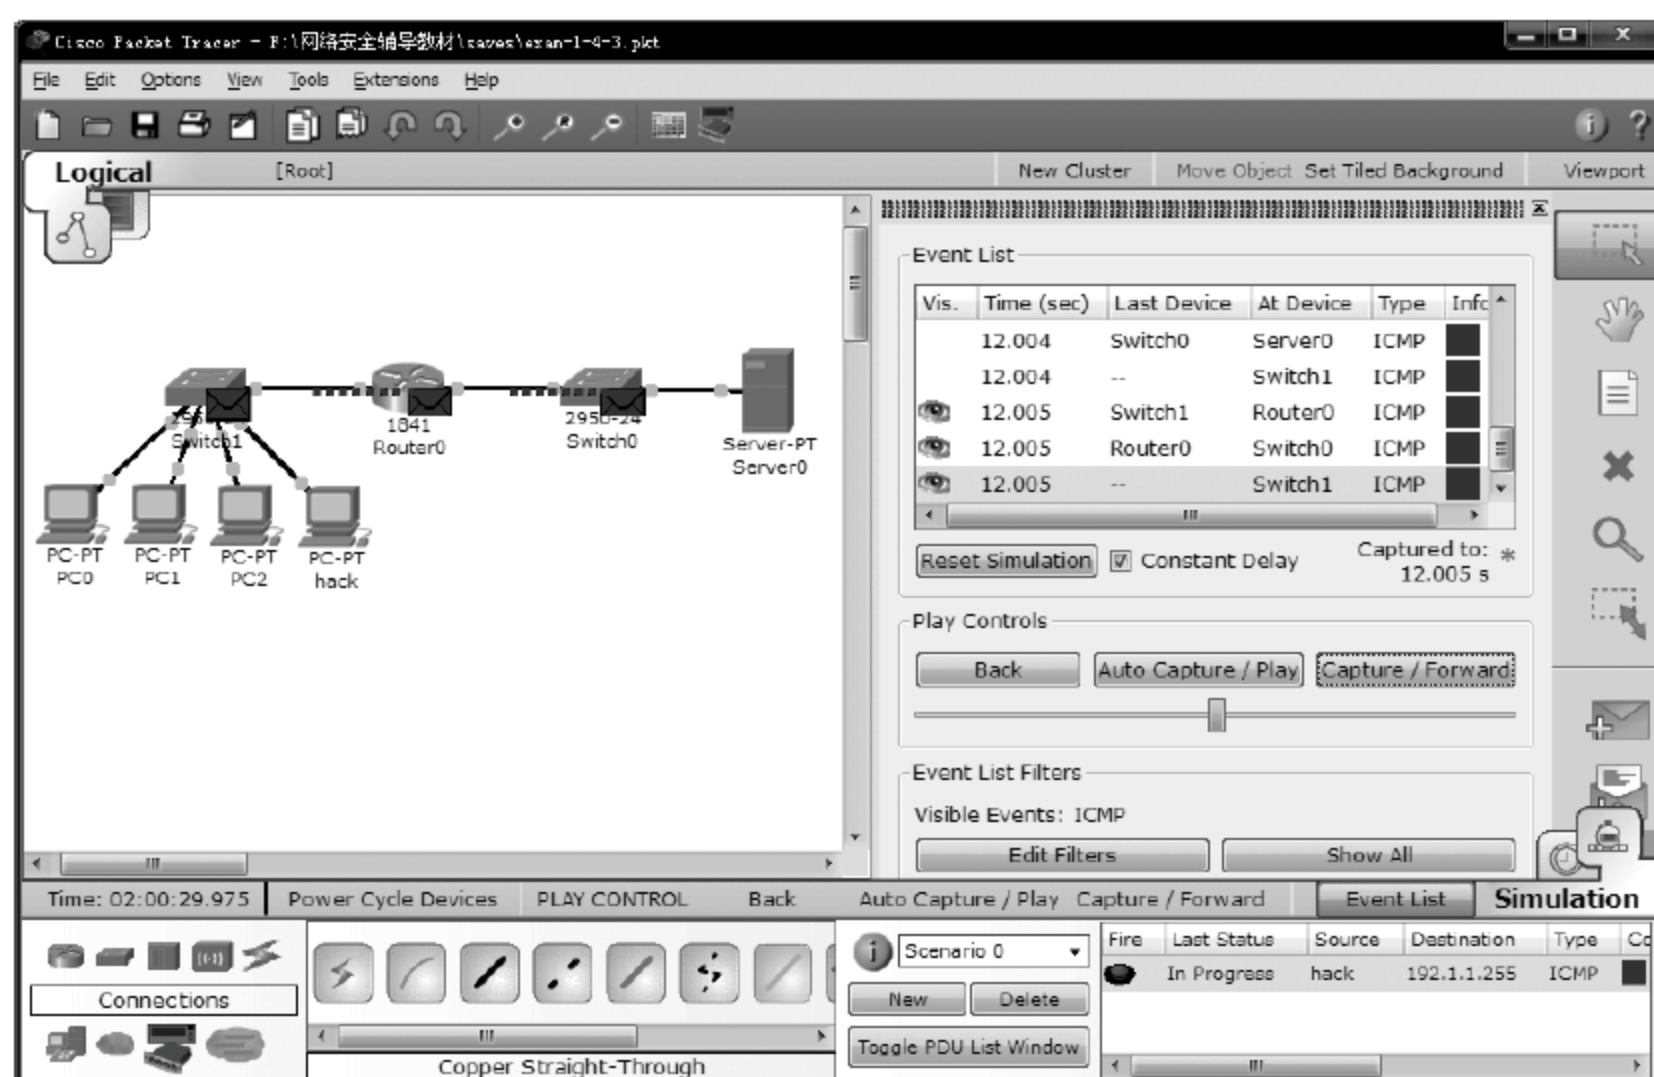 Cisco Packet Tracer - F:\网络安全辅导教材\saves\exam-1-4-3.pkt
File Edit Options View Tools Extensions Help
Logical [Root] New Cluster Move Object Set Tiled Background Viewport
Event List
Vis. Time (sec) Last Device At Device Type Info
12.004 Switch0 Server0 ICMP
12.004 -- Switch1 ICMP
12.005 Switch1 Router0 ICMP
12.005 Router0 Switch0 ICMP
12.005 -- Switch1 ICMP
Reset Simulation Constant Delay Captured to: *
12.005 s
Switch1
1841
Router0
2950-24
Switch0
Server-PT
Server0
PC-PT
PC0
PC-PT
PC1
PC-PT
PC2
PC-PT
hack
Play Controls
Back Auto Capture / Play Capture / Forward
Event List Filters
Visible Events: ICMP
Edit Filters Show All
Time: 02:00:29.975 Power Cycle Devices PLAY CONTROL Back Auto Capture / Play Capture / Forward Event List Simulation
Connections
Copper Straight-Through
Scenario 0
New Delete
Toggle PDU List Window
Fire Last Status Source Destination Type Co
In Progress hack 192.1.1.255 ICMP